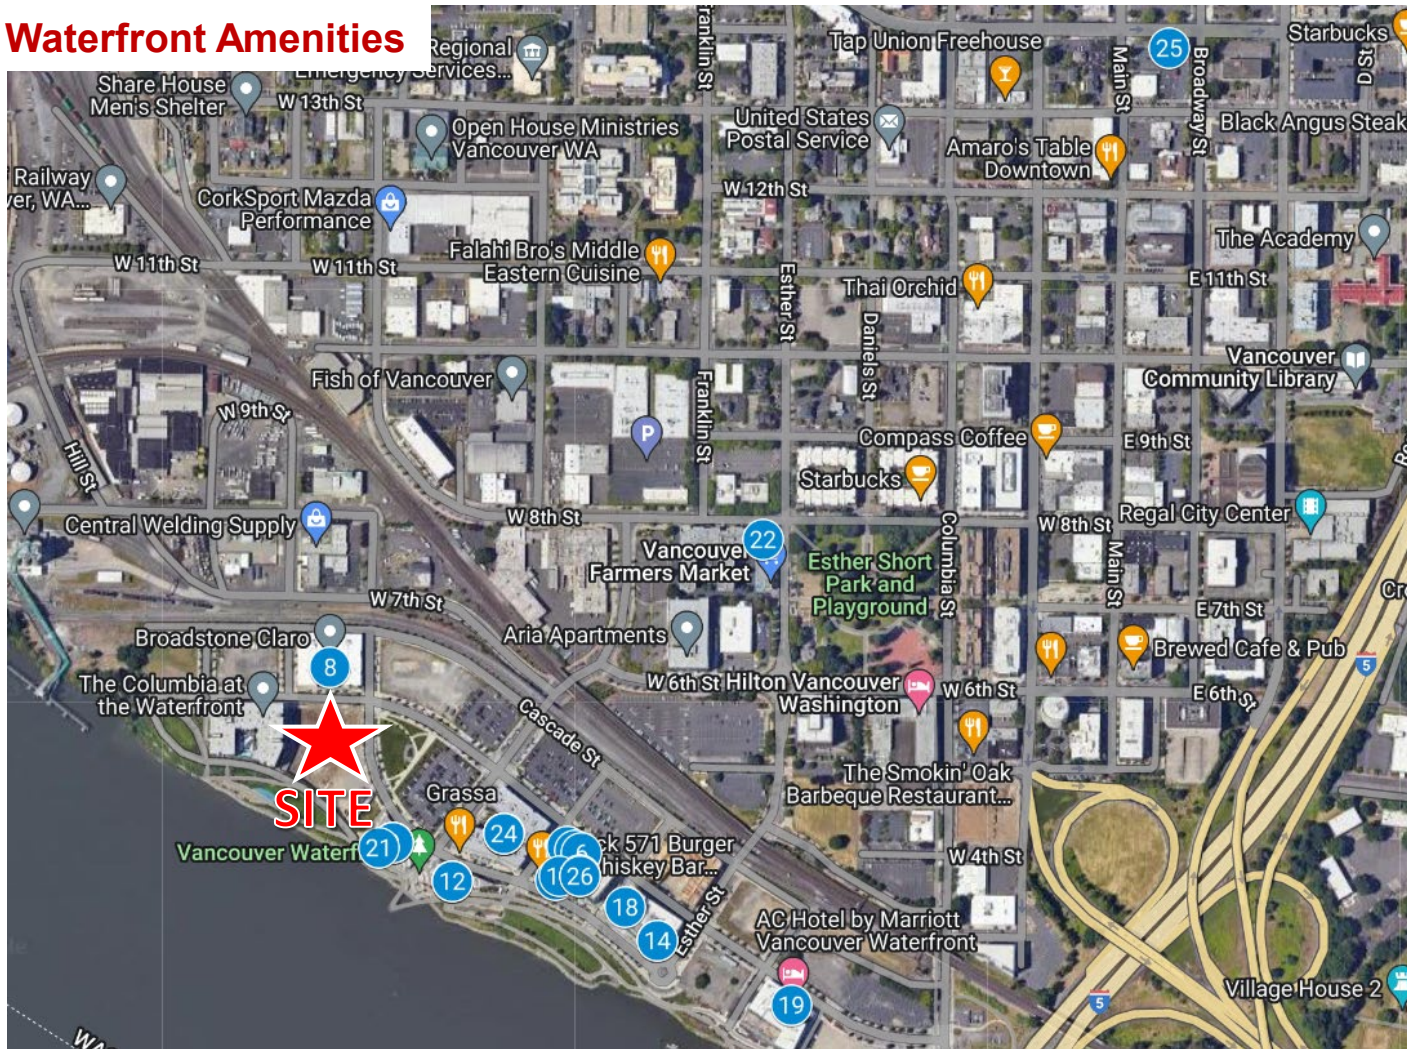 Waterfront Amenities
Regional
Emergency Services...
Franklin St
Tap Union Freehouse
Main St
25
Broadway St
Starbucks
D St
Share House
Men's Shelter
W 13th St
Open House Ministries
Vancouver WA
United States
Postal Service
Amaro's Table
Downtown
Black Angus Steak
Railway
ver, WA...
CorkSport Mazda
Performance
W 12th St
Falahi Bro's Middle
Eastern Cuisine
The Academy
W 11th St
W 11th St
Esther St
Thai Orchid
E 11th St
Daniels St
Fish of Vancouver
Franklin St
Vancouver
Community Library
W 9th St
Hill St
P
Compass Coffee
E 9th St
Starbucks
Central Welding Supply
W 8th St
22
Vancouver
Farmers Market
Esther Short
Park and
Playground
Columbia St
W 8th St
Main St
Regal City Center
W 7th St
E 7th St
Broadstone Claro
8
Aria Apartments
Brewed Cafe & Pub
5
The Columbia at
the Waterfront
W 6th St
Hilton Vancouver
Washington
W 6th St
E 6th St
Cascade St
The Smokin' Oak
Barbeque Restaurant...
SITE
Grassa
24
ck 571 Burger
hiskey Bar...
Vancouver Waterf
21
6
12
1
26
W 4th St
18
14
Esther St
AC Hotel by Marriott
Vancouver Waterfront
19
5
Village House 2